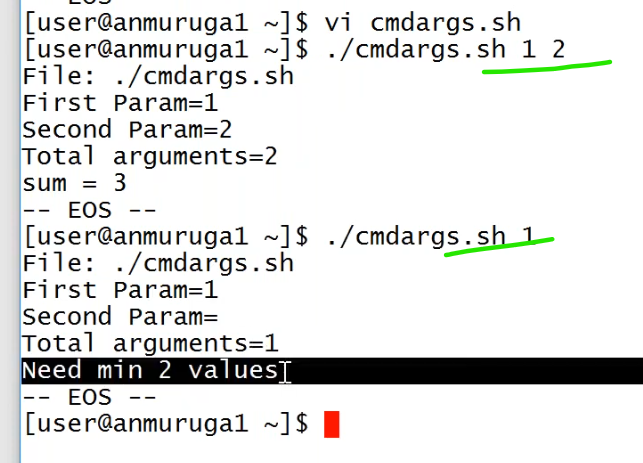 -- EOS --
[user@anmuruga1 ~]$ vi cmdargs.sh
[user@anmuruga1 ~]$ ./cmdargs.sh 1 2
File: ./cmdargs.sh
First Param=1
Second Param=2
Total arguments=2
sum = 3
-- EOS --
[user@anmuruga1 ~]$ ./cmdargs.sh 1
File: ./cmdargs.sh
First Param=1
Second Param=
Total arguments=1
Need min 2 values
-- EOS --
[user@anmuruga1 ~]$